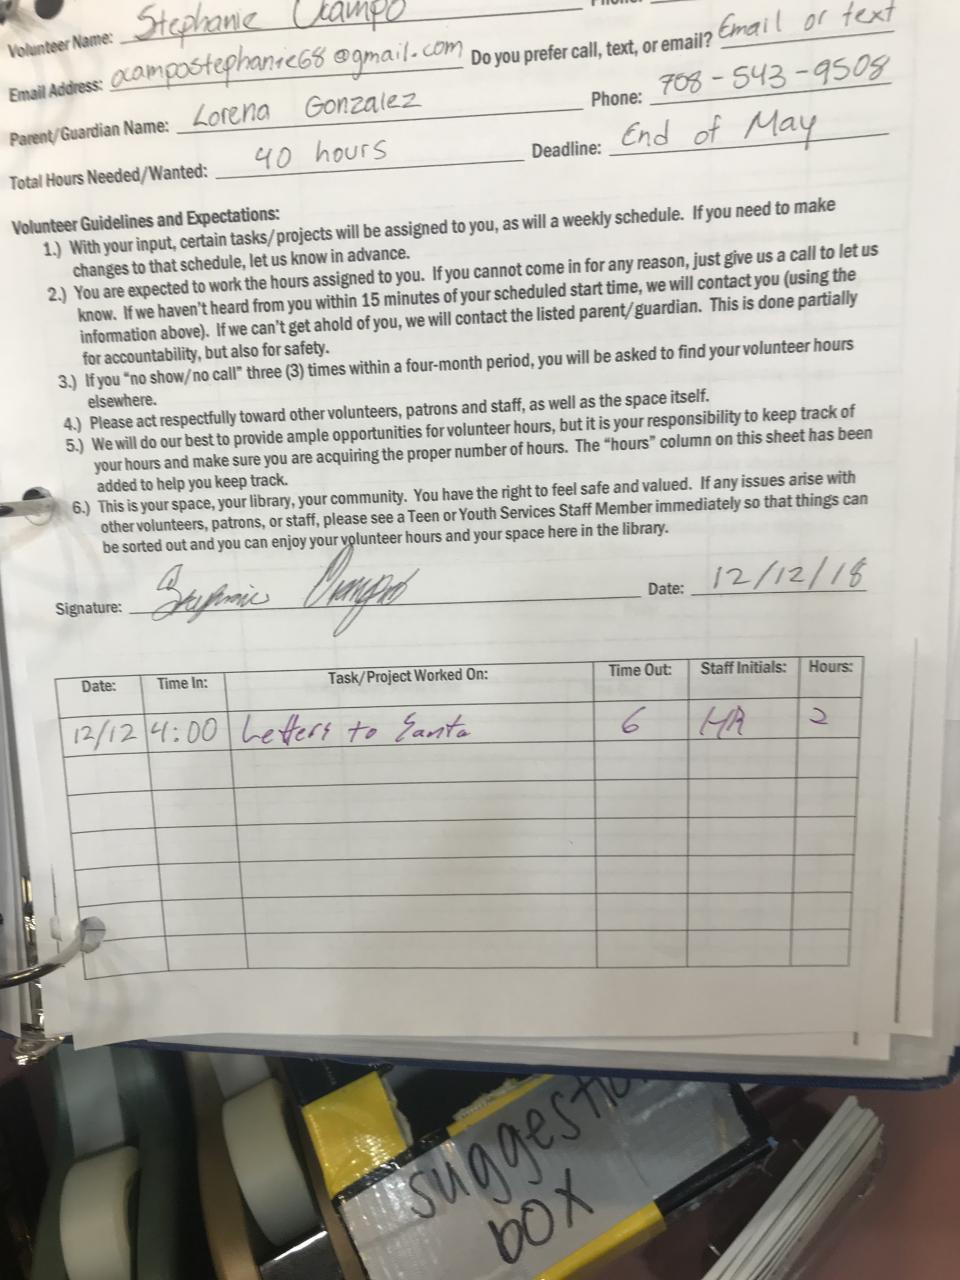 Volunteer Name: Stephanie Ocampo
Email Address: ocampostephanie68@gmail.com Do you prefer call, text, or email? Email or text
Parent/Guardian Name: Lorena Gonzalez Phone: 708-543-9508
Total Hours Needed/Wanted: 40 hours Deadline: End of May
Volunteer Guidelines and Expectations:
1.) With your input, certain tasks/projects will be assigned to you, as will a weekly schedule. If you need to make
changes to that schedule, let us know in advance.
2.) You are expected to work the hours assigned to you. If you cannot come in for any reason, just give us a call to let us
know. If we haven't heard from you within 15 minutes of your scheduled start time, we will contact you (using the
information above). If we can't get ahold of you, we will contact the listed parent/guardian. This is done partially
for accountability, but also for safety.
3.) If you "no show/no call" three (3) times within a four-month period, you will be asked to find your volunteer hours
elsewhere.
4.) Please act respectfully toward other volunteers, patrons and staff, as well as the space itself.
5.) We will do our best to provide ample opportunities for volunteer hours, but it is your responsibility to keep track of
your hours and make sure you are acquiring the proper number of hours. The "hours" column on this sheet has been
added to help you keep track.
6.) This is your space, your library, your community. You have the right to feel safe and valued. If any issues arise with
other volunteers, patrons, or staff, please see a Teen or Youth Services Staff Member immediately so that things can
be sorted out and you can enjoy your volunteer hours and your space here in the library.
Signature: Stephanie Ocampo Date: 12/12/18
Date: Time In: Task/Project Worked On: Time Out: Staff Initials: Hours:
12/12 4:00 Letters to Santa 6 HR 2
suggestio
box